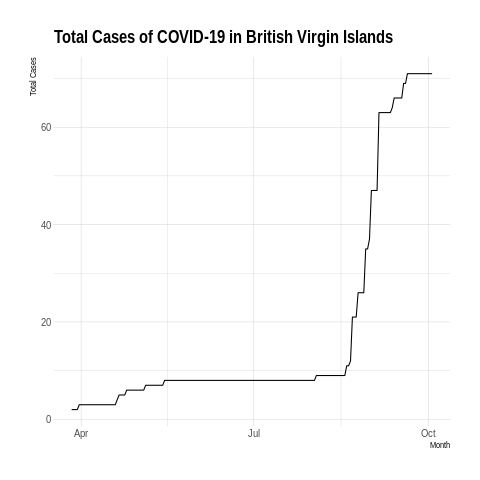 Total Cases of COVID-19 in British Virgin Islands
Total Cases
60
40
20
0
Apr
Jul
Oct
Month